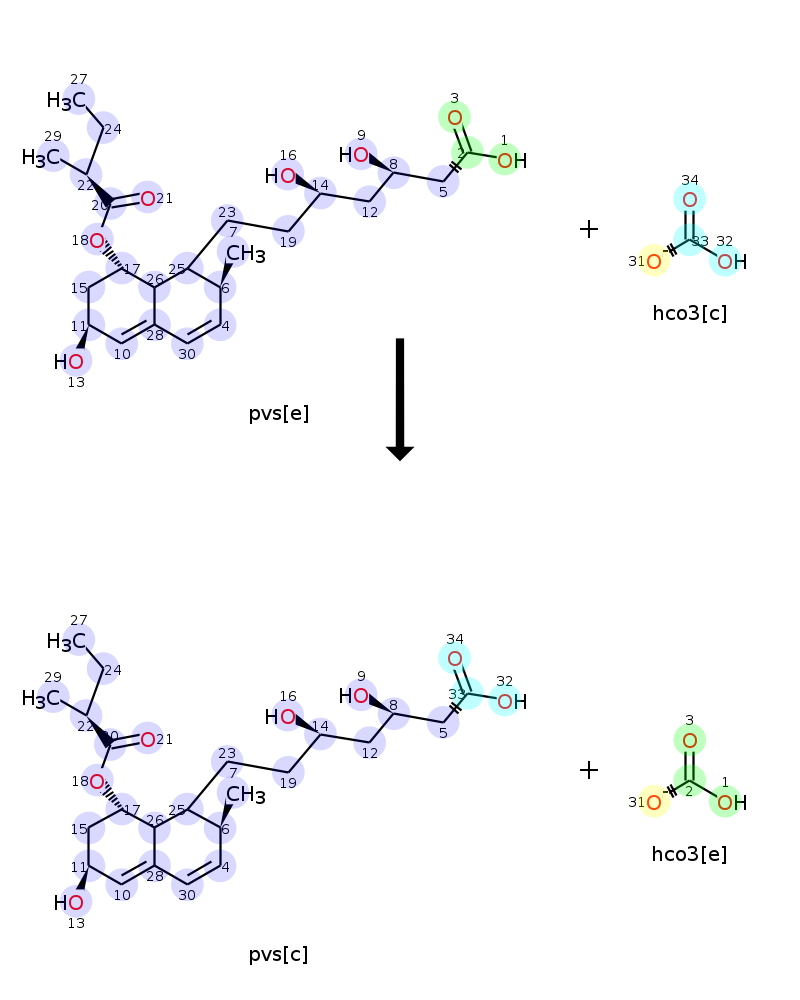 27
H3C
24
29
H3C
22
20
O 21
18 O
17
15
26
25
11
28
10
30
4
6
HO
13
23
7
CH3
19
16
HO
14
12
9
HO
8
5
3
O
2
1
OH
pvs[e]
+
34
O
33
32
31 O
-
OH
hco3[c]
27
H3C
24
29
H3C
22
20
O 21
18 O
17
15
26
25
11
28
10
30
4
6
HO
13
23
7
CH3
19
16
HO
14
12
9
HO
8
5
34
O
33
32
OH
pvs[c]
+
3
O
2
1
31 O
-
OH
hco3[e]